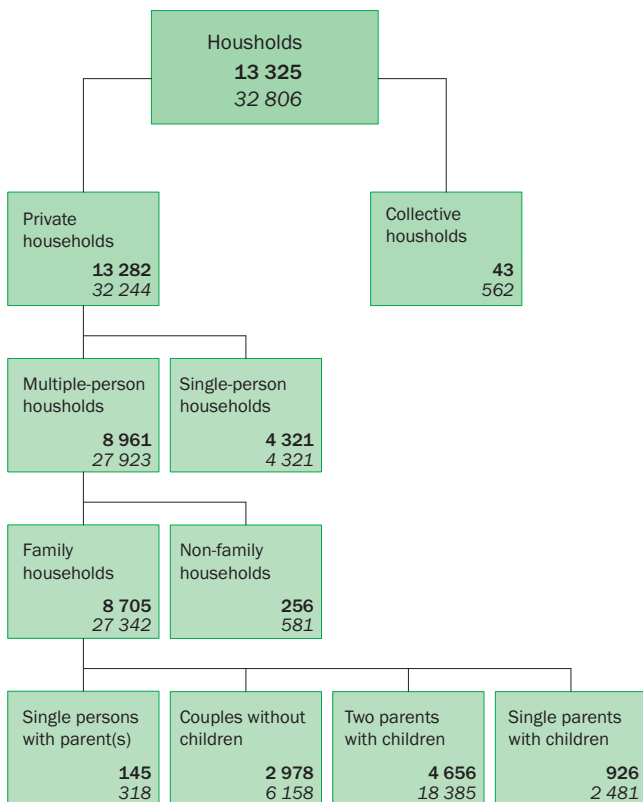 Housholds
13 325
32 806
Private
households
13 282
32 244
Collective
housholds
43
562
Multiple-person
housholds
8 961
27 923
Single-person
households
4 321
4 321
Family
households
8 705
27 342
Non-family
households
256
581
Single persons
with parent(s)
145
318
Couples without
children
2 978
6 158
Two parents
with children
4 656
18 385
Single parents
with children
926
2 481